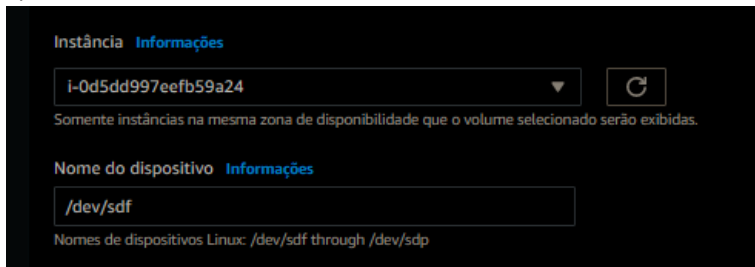 Instância Informações
i-0d5dd997eefb59a24
Somente instâncias na mesma zona de disponibilidade que o volume selecionado serão exibidas.
Nome do dispositivo Informações
/dev/sdf
Nomes de dispositivos Linux: /dev/sdf through /dev/sdp